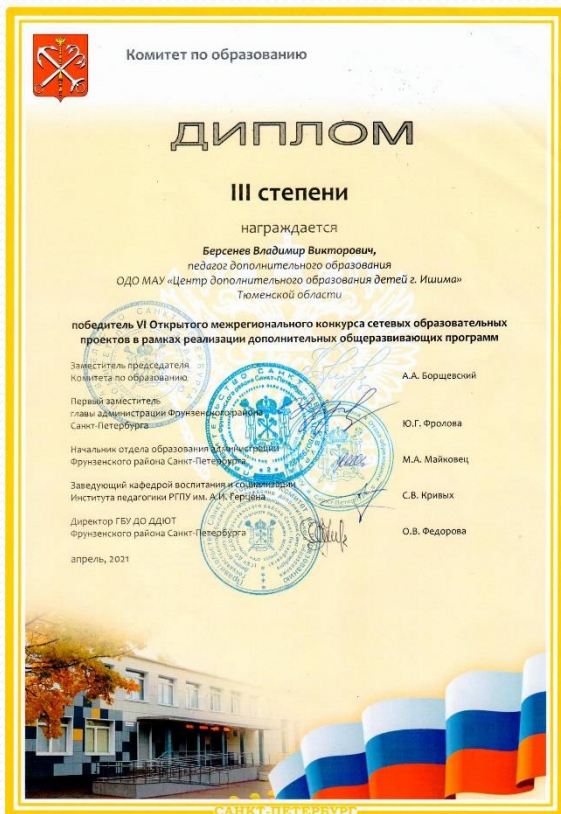 Комитет по образованию
ДИПЛОМ
III степени
награждается
Берсенев Владимир Викторович,
педагог дополнительного образования
ОДО МАУ «Центр дополнительного образования детей г. Ишима»
Тюменской области
победитель VI Открытого межрегионального конкурса сетевых образовательных
проектов в рамках реализации дополнительных общеразвивающих программ
Заместитель председателя
Комитета по образованию
А.А. Борщевский
Первый заместитель
главы администрации Фрунзенского района
Санкт-Петербурга
Ю.Г. Фролова
Начальник отдела образования администрации
Фрунзенского района Санкт-Петербурга
М.А. Майковец
Заведующий кафедрой воспитания и социализации
Института педагогики РГПУ им. А.И. Герцена
С.В. Кривых
Директор ГБУ ДО ДДЮТ
Фрунзенского района Санкт-Петербурга
О.В. Федорова
апрель, 2021
САНКТ-ПЕТЕРБУРГ